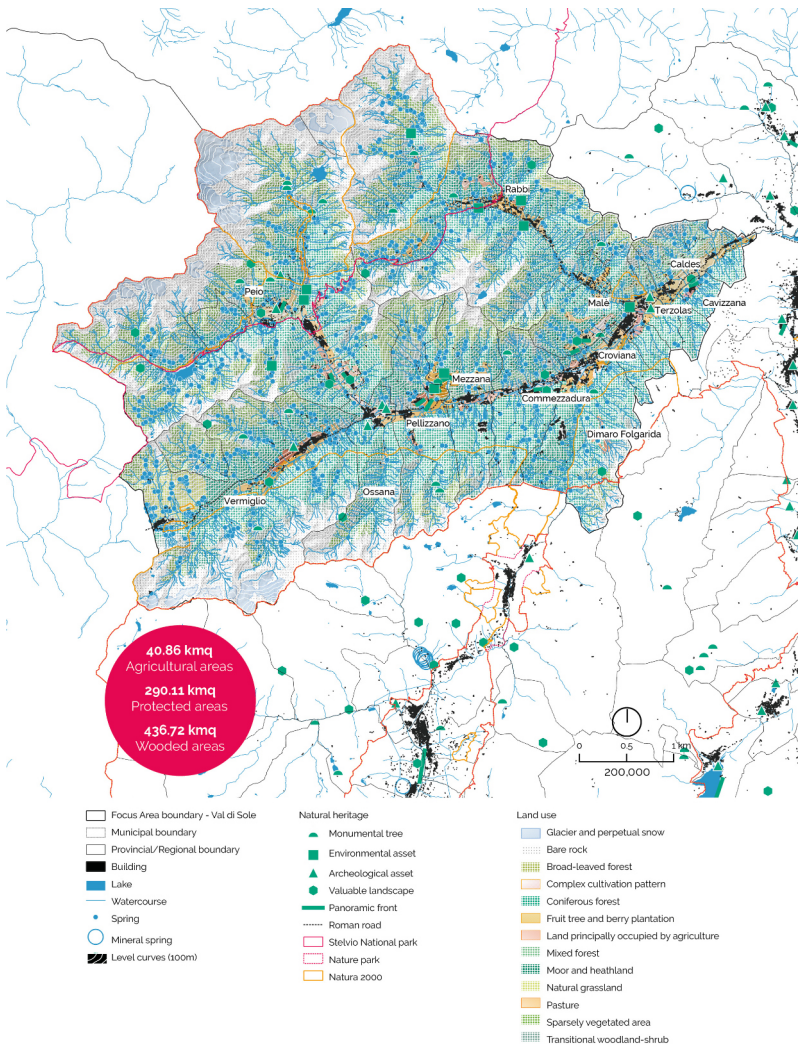 Rabbi
Caldes
Peio
Malè
Cavizzana
Terzolas
Croviana
Mezzana
Commezzadura
Pellizzano
Dimaro Folgarida
Ossana
Vermiglio
40.86 kmq
Agricultural areas
290.11 kmq
Protected areas
436.72 kmq
Wooded areas
0 0.5 1 km
200,000
Focus Area boundary - Val di Sole
Municipal boundary
Provincial/Regional boundary
Building
Lake
Watercourse
Spring
Mineral spring
Level curves (100m)
Natural heritage
Monumental tree
Environmental asset
Archeological asset
Valuable landscape
Panoramic front
Roman road
Stelvio National park
Nature park
Natura 2000
Land use
Glacier and perpetual snow
Bare rock
Broad-leaved forest
Complex cultivation pattern
Coniferous forest
Fruit tree and berry plantation
Land principally occupied by agriculture
Mixed forest
Moor and heathland
Natural grassland
Pasture
Sparsely vegetated area
Transitional woodland-shrub